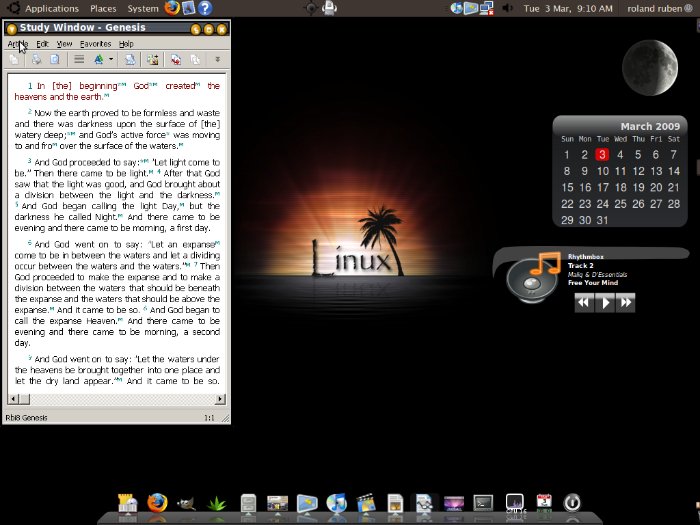 Applications Places System
Tue 3 Mar, 9:10 AM roland ruben
Study Window - Genesis
Article Edit View Favorites Help
1 In [the] beginning God created the
heavens and the earth.
2 Now the earth proved to be formless and waste
and there was darkness upon the surface of [the]
watery deep; and God's active force was moving
to and fro over the surface of the waters.
3 And God proceeded to say: "Let light come to
be." Then there came to be light. 4 After that God
saw that the light was good, and God brought about
a division between the light and the darkness.
5 And God began calling the light Day, but the
darkness he called Night. And there came to be
evening and there came to be morning, a first day.
6 And God went on to say: "Let an expanse
come to be in between the waters and let a dividing
occur between the waters and the waters." 7 Then
God proceeded to make the expanse and to make a
division between the waters that should be beneath
the expanse and the waters that should be above the
expanse. And it came to be so. 8 And God began to
call the expanse Heaven. And there came to be
evening and there came to be morning, a second
day.
9 And God went on to say: "Let the waters under
the heavens be brought together into one place and
let the dry land appear." And it came to be so.
Rbi8 Genesis 1:1
Linux
March 2009
Sun Mon Tue Wed Thu Fri Sat
1 2 3 4 5 6 7
8 9 10 11 12 13 14
15 16 17 18 19 20 21
22 23 24 25 26 27 28
29 30 31
Rhythmbox
Track 2
Maliq & D'Essentials
Free Your Mind